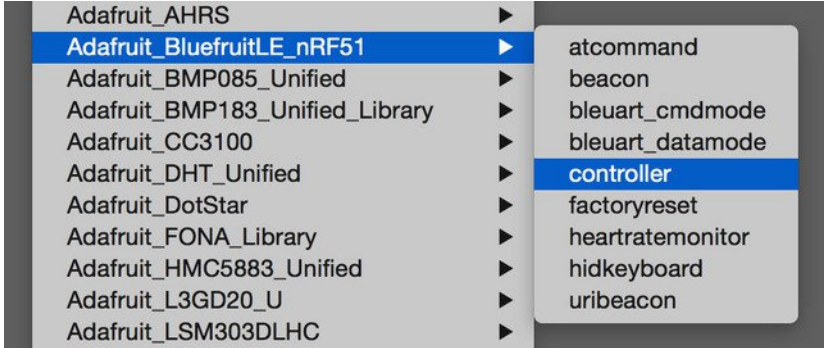 Adafruit_AHRS
Adafruit_BluefruitLE_nRF51
Adafruit_BMP085_Unified
Adafruit_BMP183_Unified_Library
Adafruit_CC3100
Adafruit_DHT_Unified
Adafruit_DotStar
Adafruit_FONA_Library
Adafruit_HMC5883_Unified
Adafruit_L3GD20_U
Adafruit_LSM303DLHC
atcommand
beacon
bleuart_cmdmode
bleuart_datamode
controller
factoryreset
heartratemonitor
hidkeyboard
uribeacon